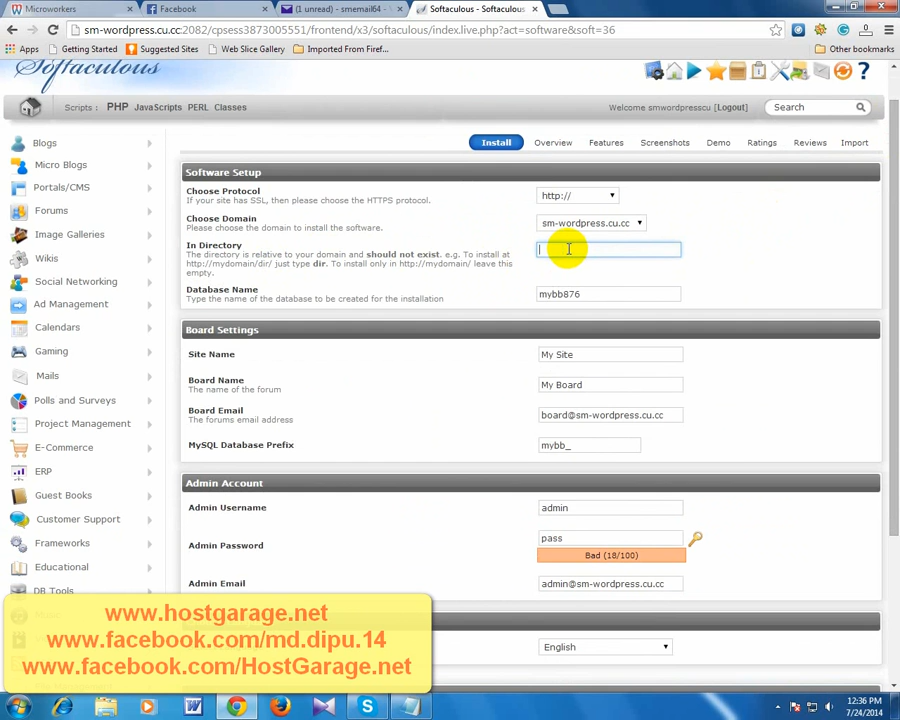 Microworkers
Facebook
(1 unread) - smemail64 -
Softaculous - Softaculous -
sm-wordpress.cu.cc:2082/cpsess3873005551/frontend/x3/softaculous/index.live.php?act=software&soft=36
Apps
Getting Started
Suggested Sites
Web Slice Gallery
Imported From Firef...
Other bookmarks
Softaculous
Scripts : PHP JavaScripts PERL Classes
Welcome smwordpresscu [Logout]
Search
Install
Overview
Features
Screenshots
Demo
Ratings
Reviews
Import
Blogs
Micro Blogs
Portals/CMS
Forums
Image Galleries
Wikis
Social Networking
Ad Management
Calendars
Gaming
Mails
Polls and Surveys
Project Management
E-Commerce
ERP
Guest Books
Customer Support
Frameworks
Educational
DB Tools
Software Setup
Choose Protocol
If your site has SSL, then please choose the HTTPS protocol.
http://
Choose Domain
Please choose the domain to install the software.
sm-wordpress.cu.cc
In Directory
The directory is relative to your domain and should not exist. e.g. To install at
http://mydomain/dir/ just type dir. To install only in http://mydomain/ leave this
empty.
Database Name
Type the name of the database to be created for the installation
mybb876
Board Settings
Site Name
My Site
Board Name
The name of the forum
My Board
Board Email
The forums email address
board@sm-wordpress.cu.cc
MySQL Database Prefix
mybb_
Admin Account
Admin Username
admin
Admin Password
pass
Bad (18/100)
Admin Email
admin@sm-wordpress.cu.cc
English
www.hostgarage.net
www.facebook.com/md.dipu.14
www.facebook.com/HostGarage.net
12:36 PM
7/24/2014